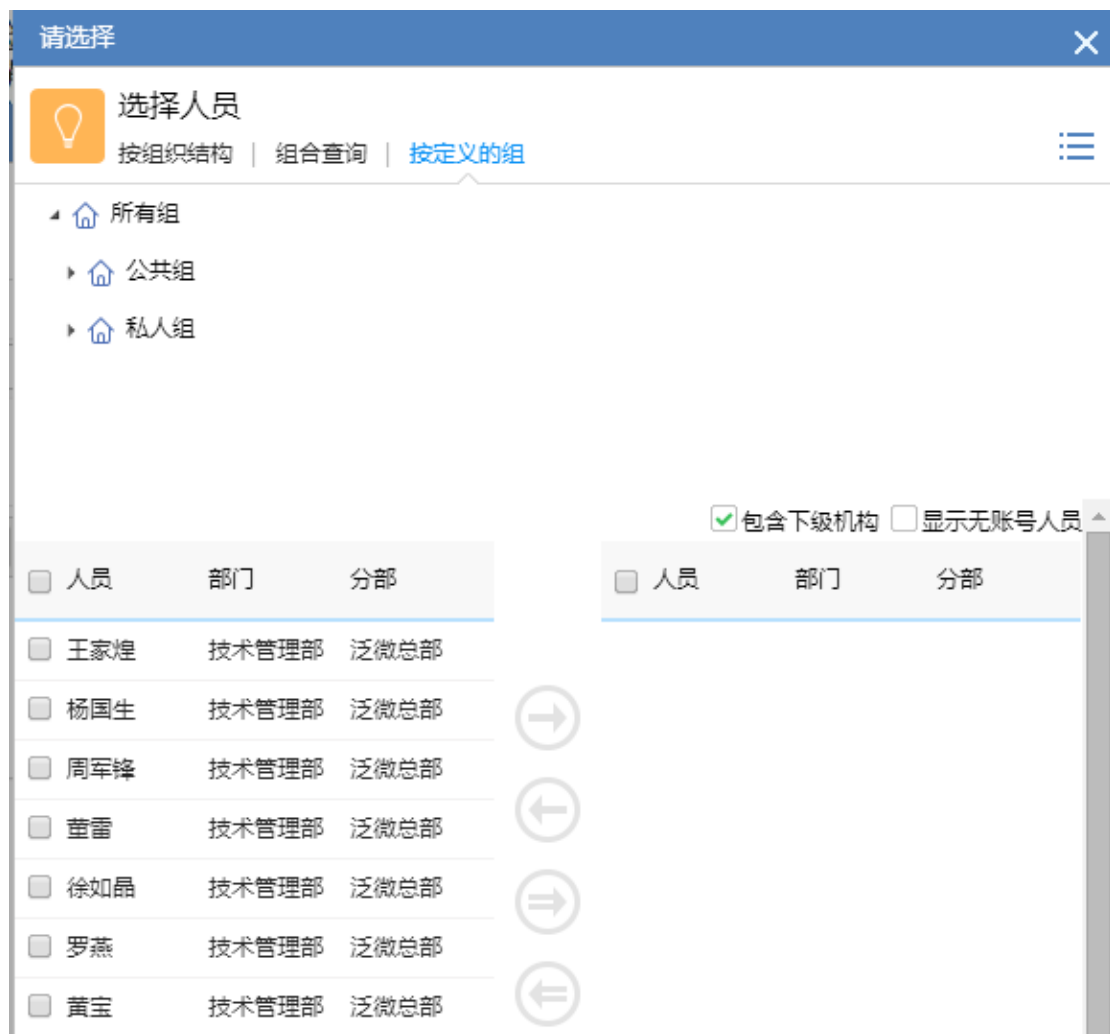 请选择
选择人员
按组织结构 | 组合查询 | 按定义的组
所有组
公共组
私人组
包含下级机构 显示无账号人员
人员 部门 分部 人员 部门 分部
王家煌 技术管理部 泛微总部
杨国生 技术管理部 泛微总部
周军锋 技术管理部 泛微总部
董雷 技术管理部 泛微总部
徐如晶 技术管理部 泛微总部
罗燕 技术管理部 泛微总部
黄宝 技术管理部 泛微总部